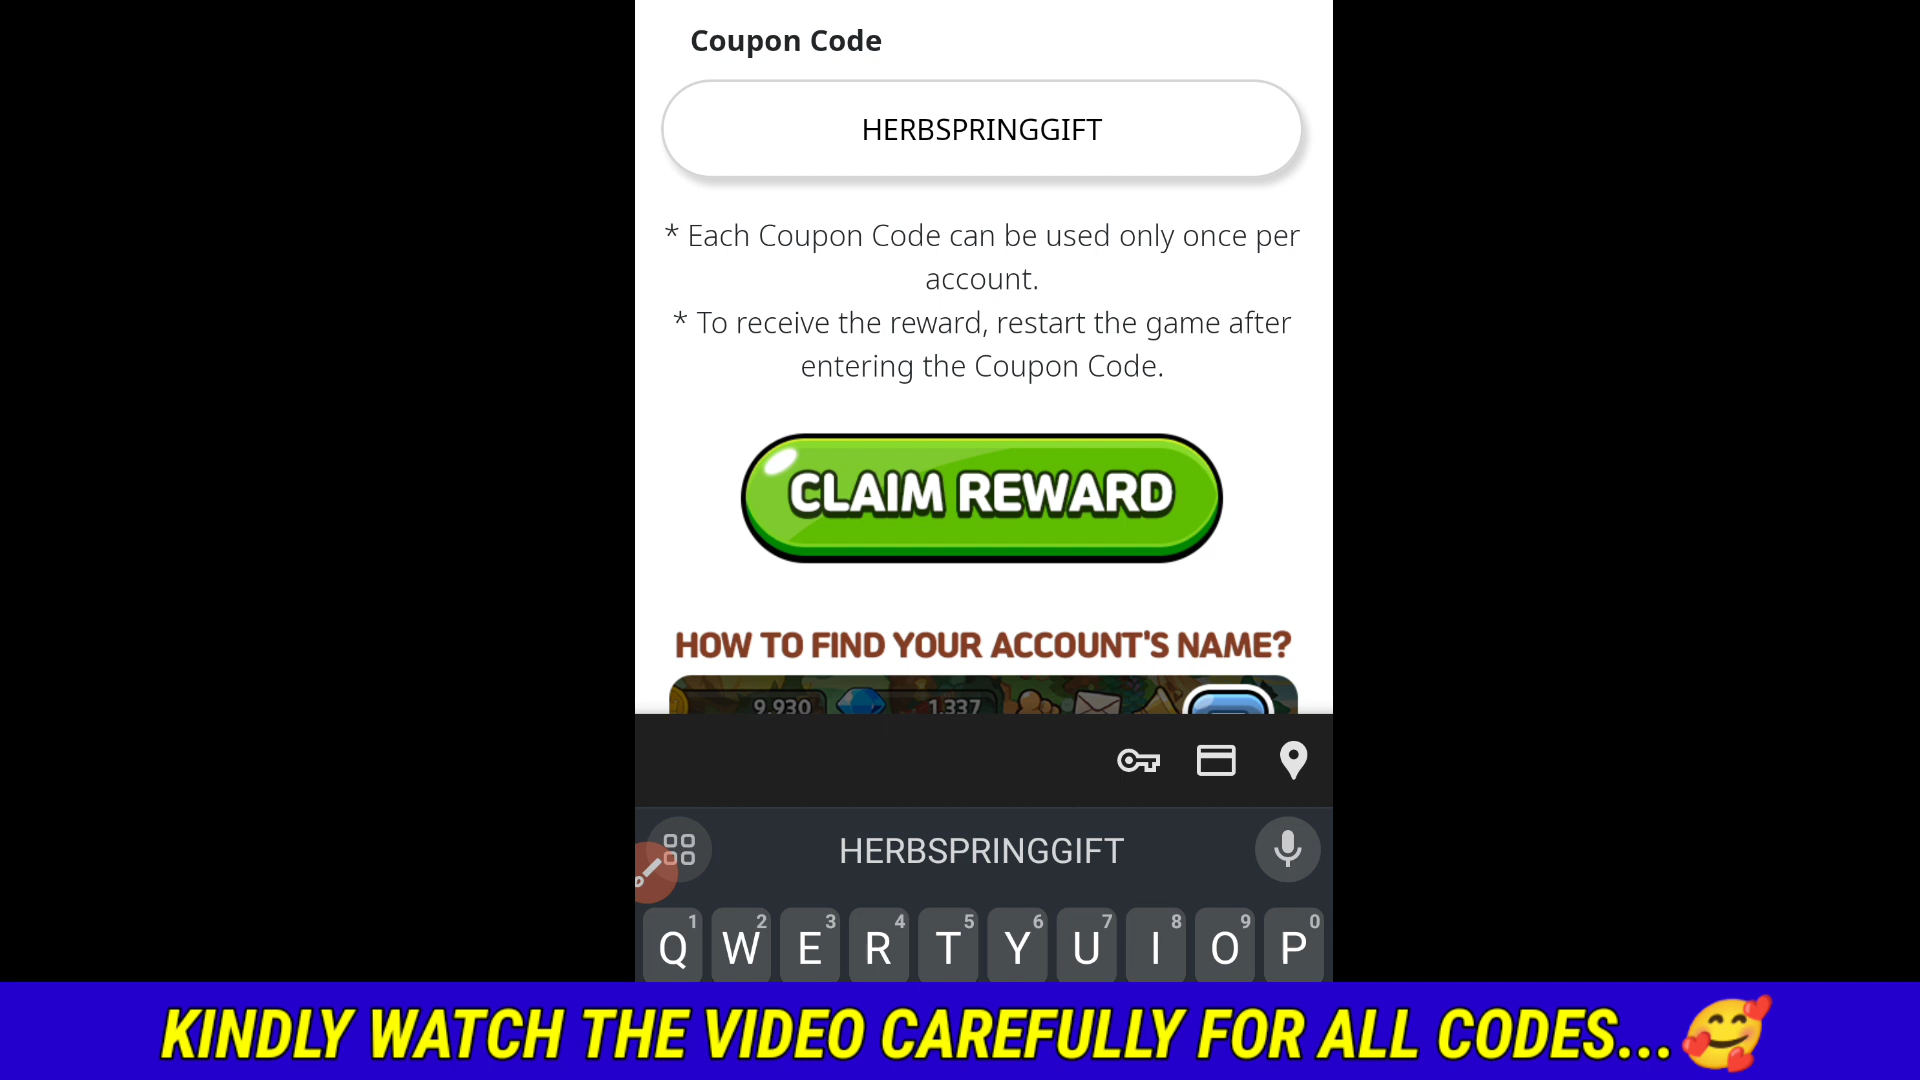 Coupon Code
HERBSPRINGGIFT
* Each Coupon Code can be used only once per
account.
* To receive the reward, restart the game after
entering the Coupon Code.
CLAIM REWARD
HOW TO FIND YOUR ACCOUNT'S NAME?
9,930 1,337
HERBSPRINGGIFT
1 2 3 4 5 6 7 8 9 0
Q W E R T Y U I O P
KINDLY WATCH THE VIDEO CAREFULLY FOR ALL CODES...🥰